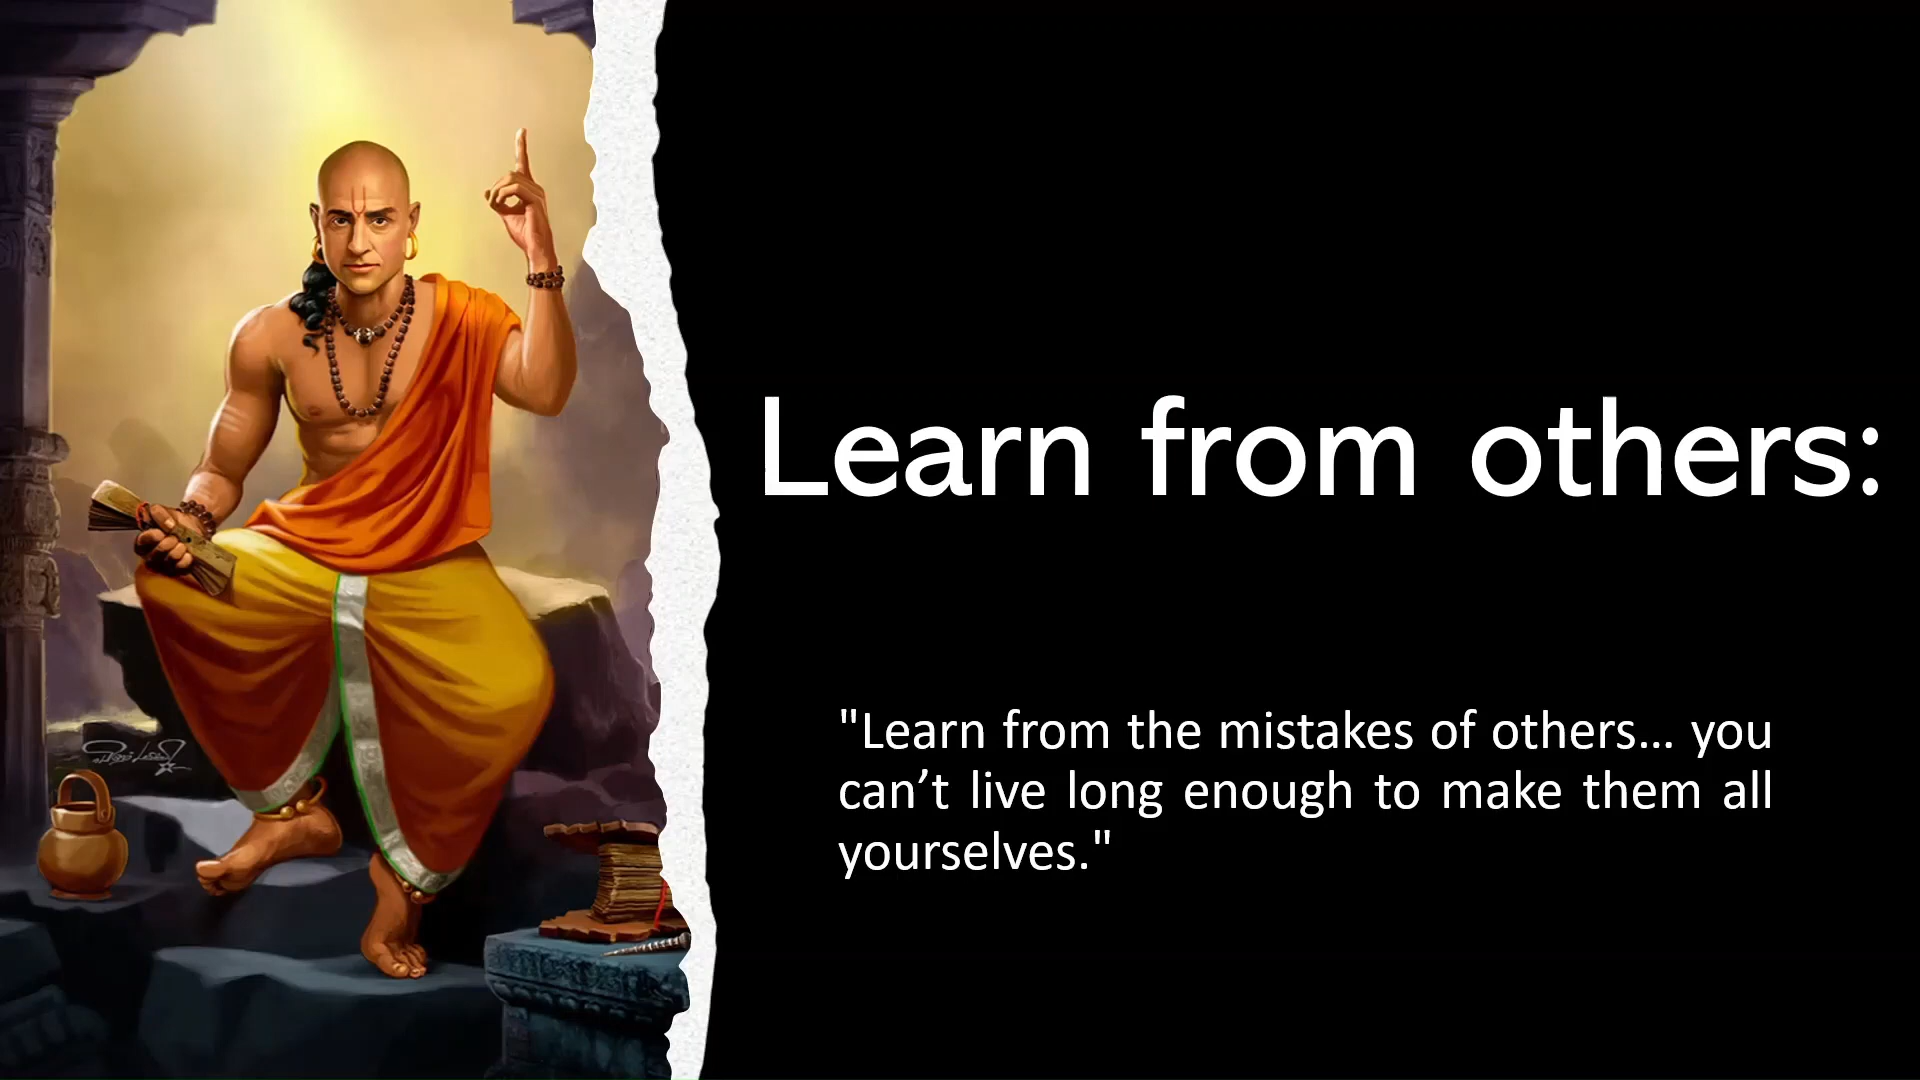 Learn from others:
"Learn from the mistakes of others... you
can’t live long enough to make them all
yourselves."